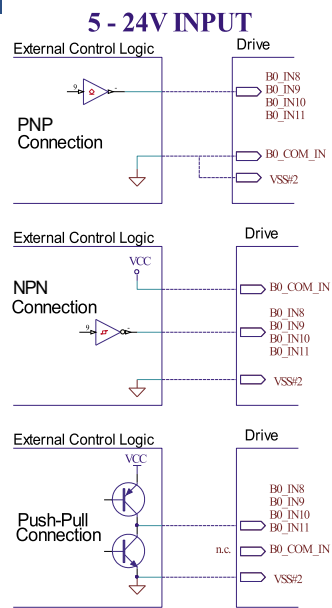 5 - 24V INPUT
External Control Logic
Drive
9
B0_IN8
B0_IN9
B0_IN10
B0_IN11
PNP
Connection
B0_COM_IN
VSS#2
External Control Logic
Drive
VCC
B0_COM_IN
NPN
Connection
9
B0_IN8
B0_IN9
B0_IN10
B0_IN11
VSS#2
External Control Logic
Drive
VCC
B0_IN8
B0_IN9
B0_IN10
B0_IN11
Push-Pull
Connection
n.c.
B0_COM_IN
VSS#2